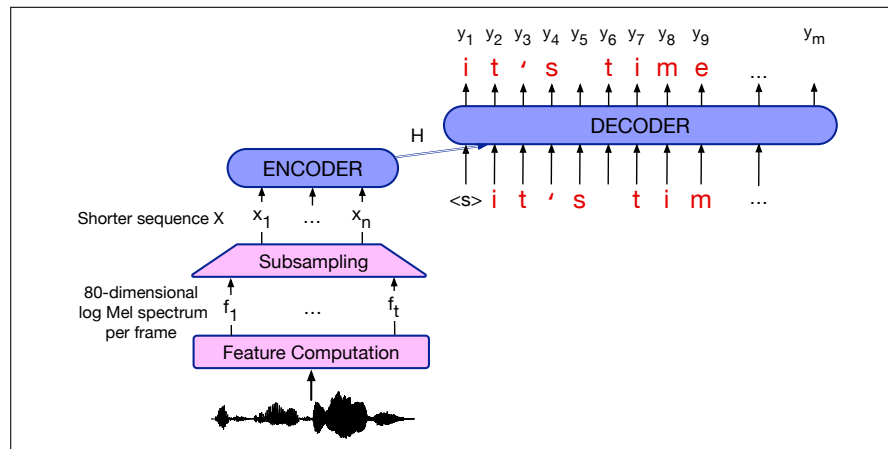 y1 y2 y3 y4 y5 y6 y7 y8 y9 ym
i t ‘ s t i m e ...
DECODER
H
ENCODER
<s> i t ‘ s t i m ...
Shorter sequence X x1 ... xn
Subsampling
80-dimensional
log Mel spectrum
per frame
f1 ... ft
Feature Computation